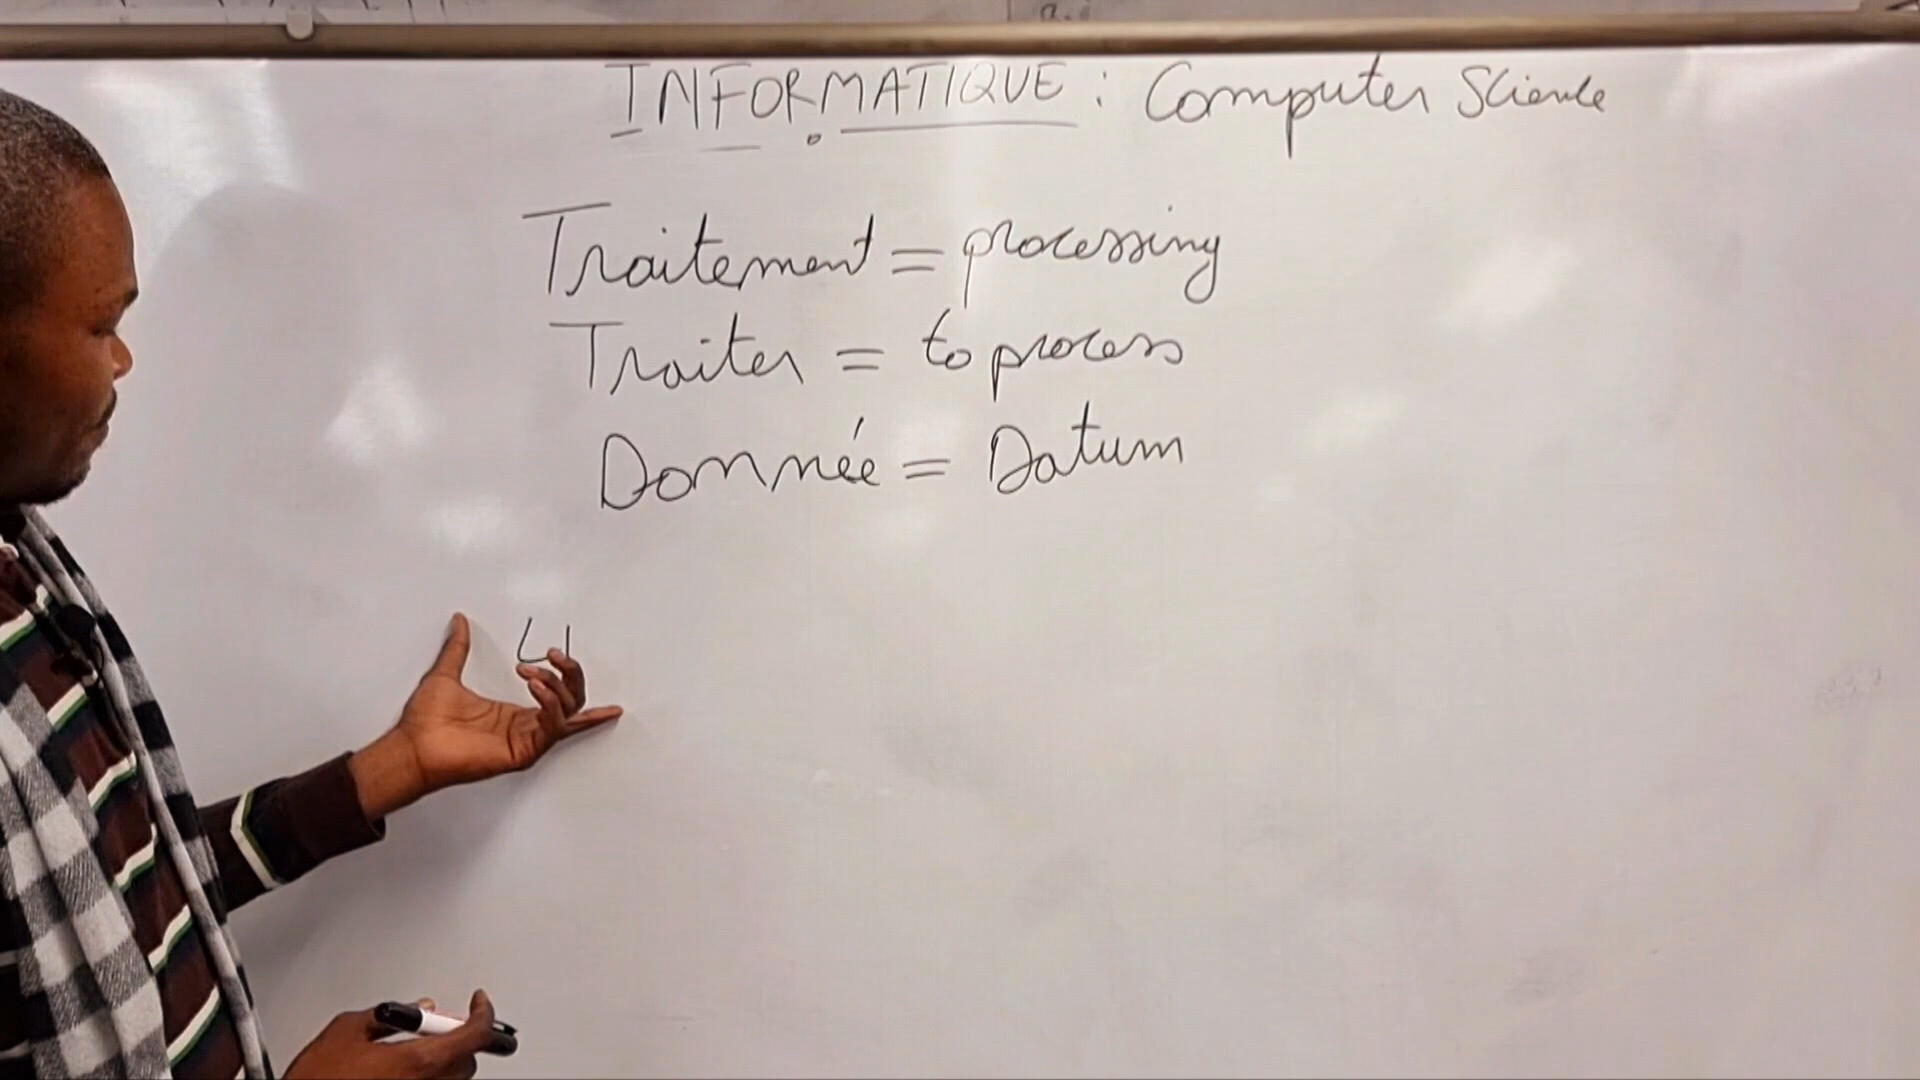 a.
INFORMATIQUE : Computer Science
Traitement = processing
Traiter = to process
Donnée = Datum